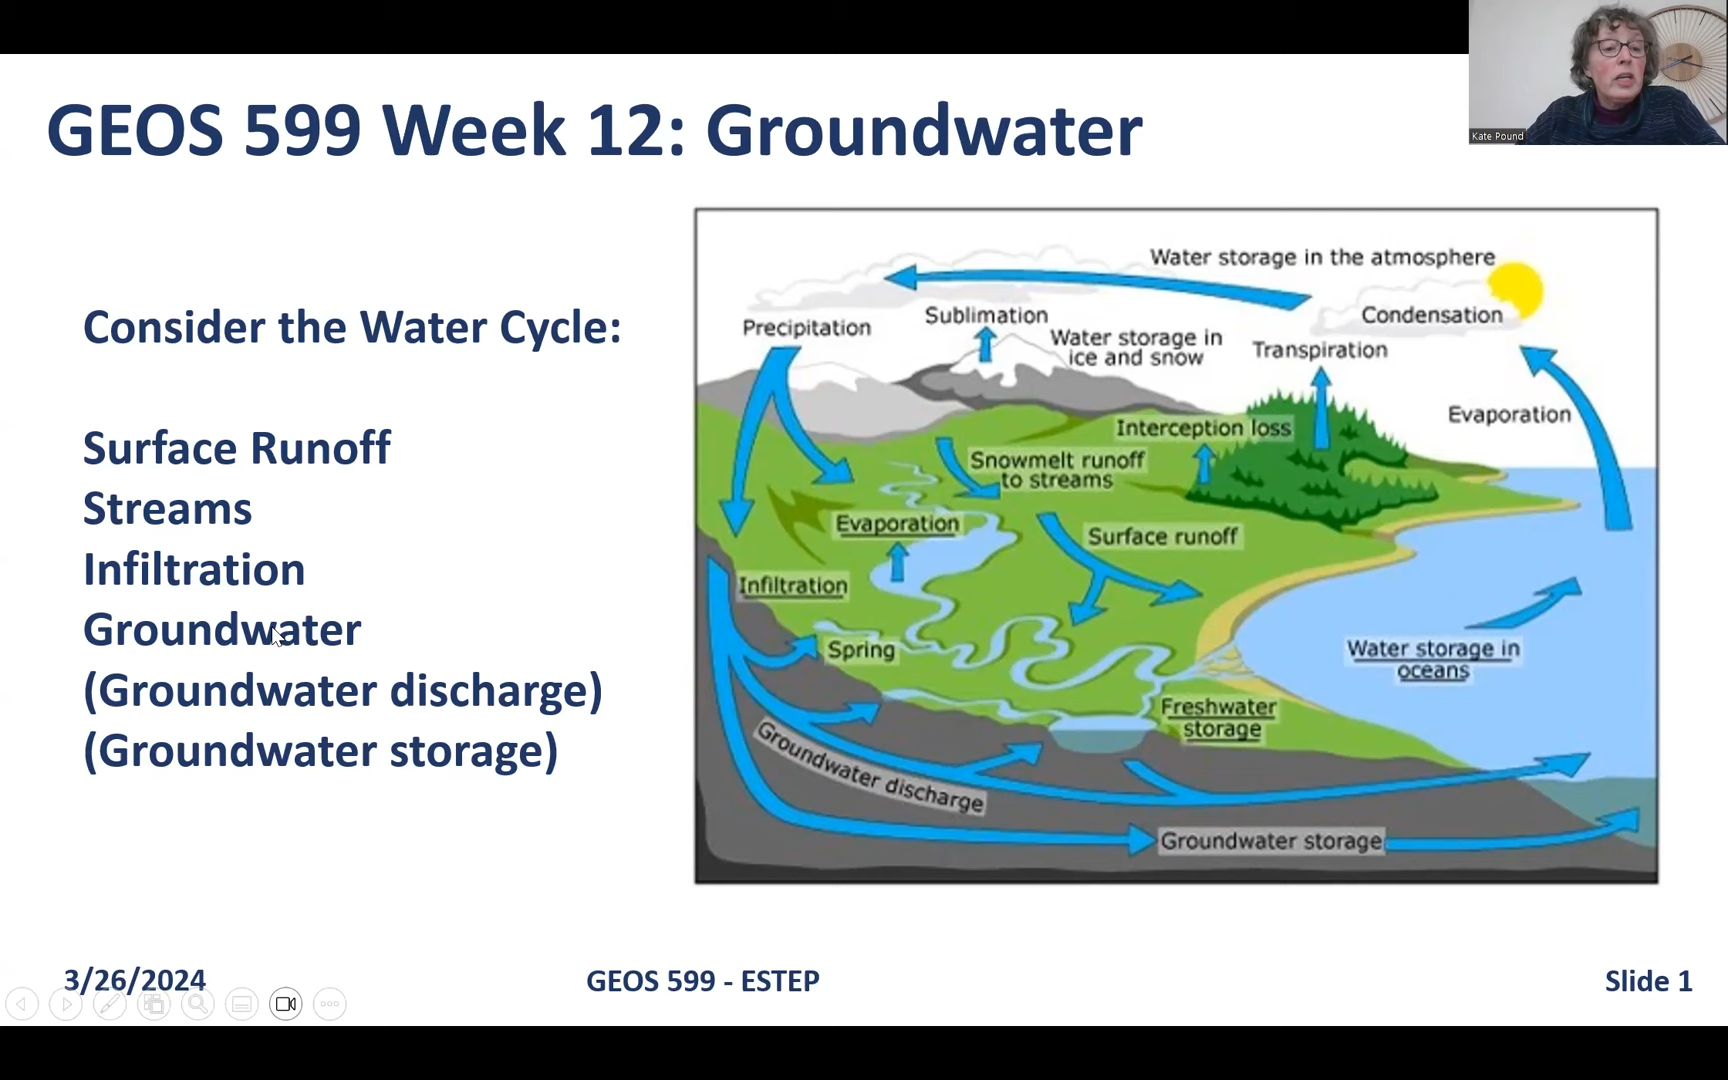 Kate Pound
GEOS 599 Week 12: Groundwater
Consider the Water Cycle:
Surface Runoff
Streams
Infiltration
Groundwater
(Groundwater discharge)
(Groundwater storage)
Water storage in the atmosphere
Condensation
Precipitation
Sublimation
Water storage in
ice and snow
Transpiration
Evaporation
Interception loss
Snowmelt runoff
to streams
Evaporation
Surface runoff
Infiltration
Spring
Water storage in
oceans
Freshwater
storage
Groundwater discharge
Groundwater storage
3/26/2024
GEOS 599 - ESTEP
Slide 1